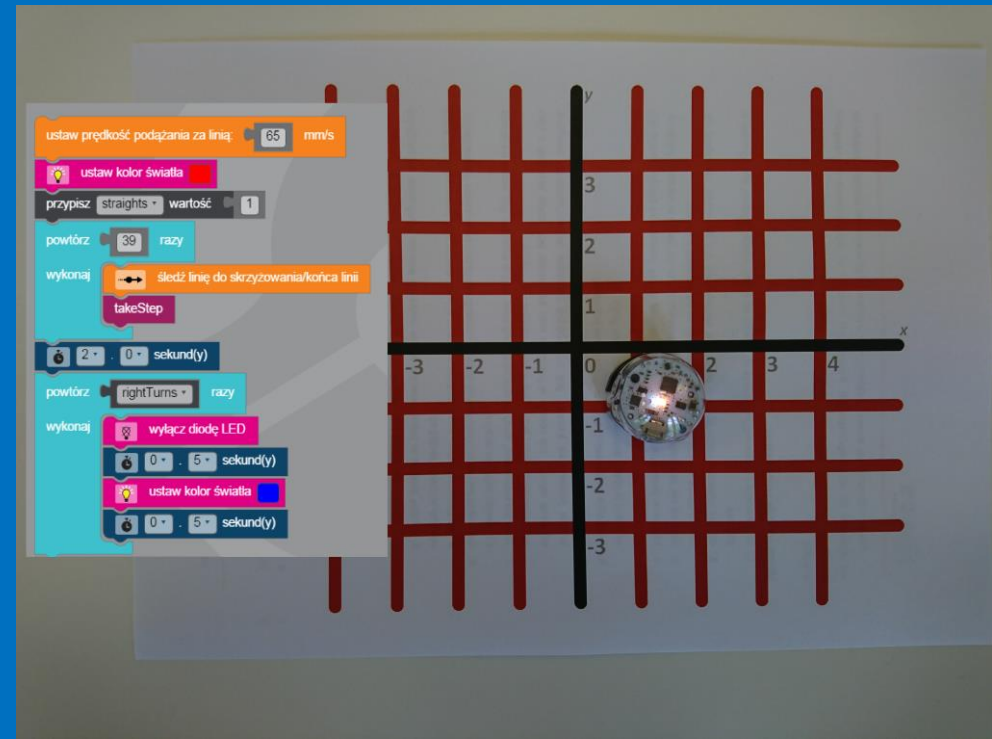 ustaw prędkość podążania za linią: 65 mm/s
ustaw kolor światła
przypisz straights wartość 1
powtórz 39 razy
wykonaj śledź linię do skrzyżowania/końca linii
takeStep
2 . 0 sekund(y)
powtórz rightTurns razy
wykonaj wyłącz diodę LED
0 . 5 sekund(y)
ustaw kolor światła
0 . 5 sekund(y)
y
3
2
1
x
-3 -2 -1 0 2 3 4
-1
-2
-3